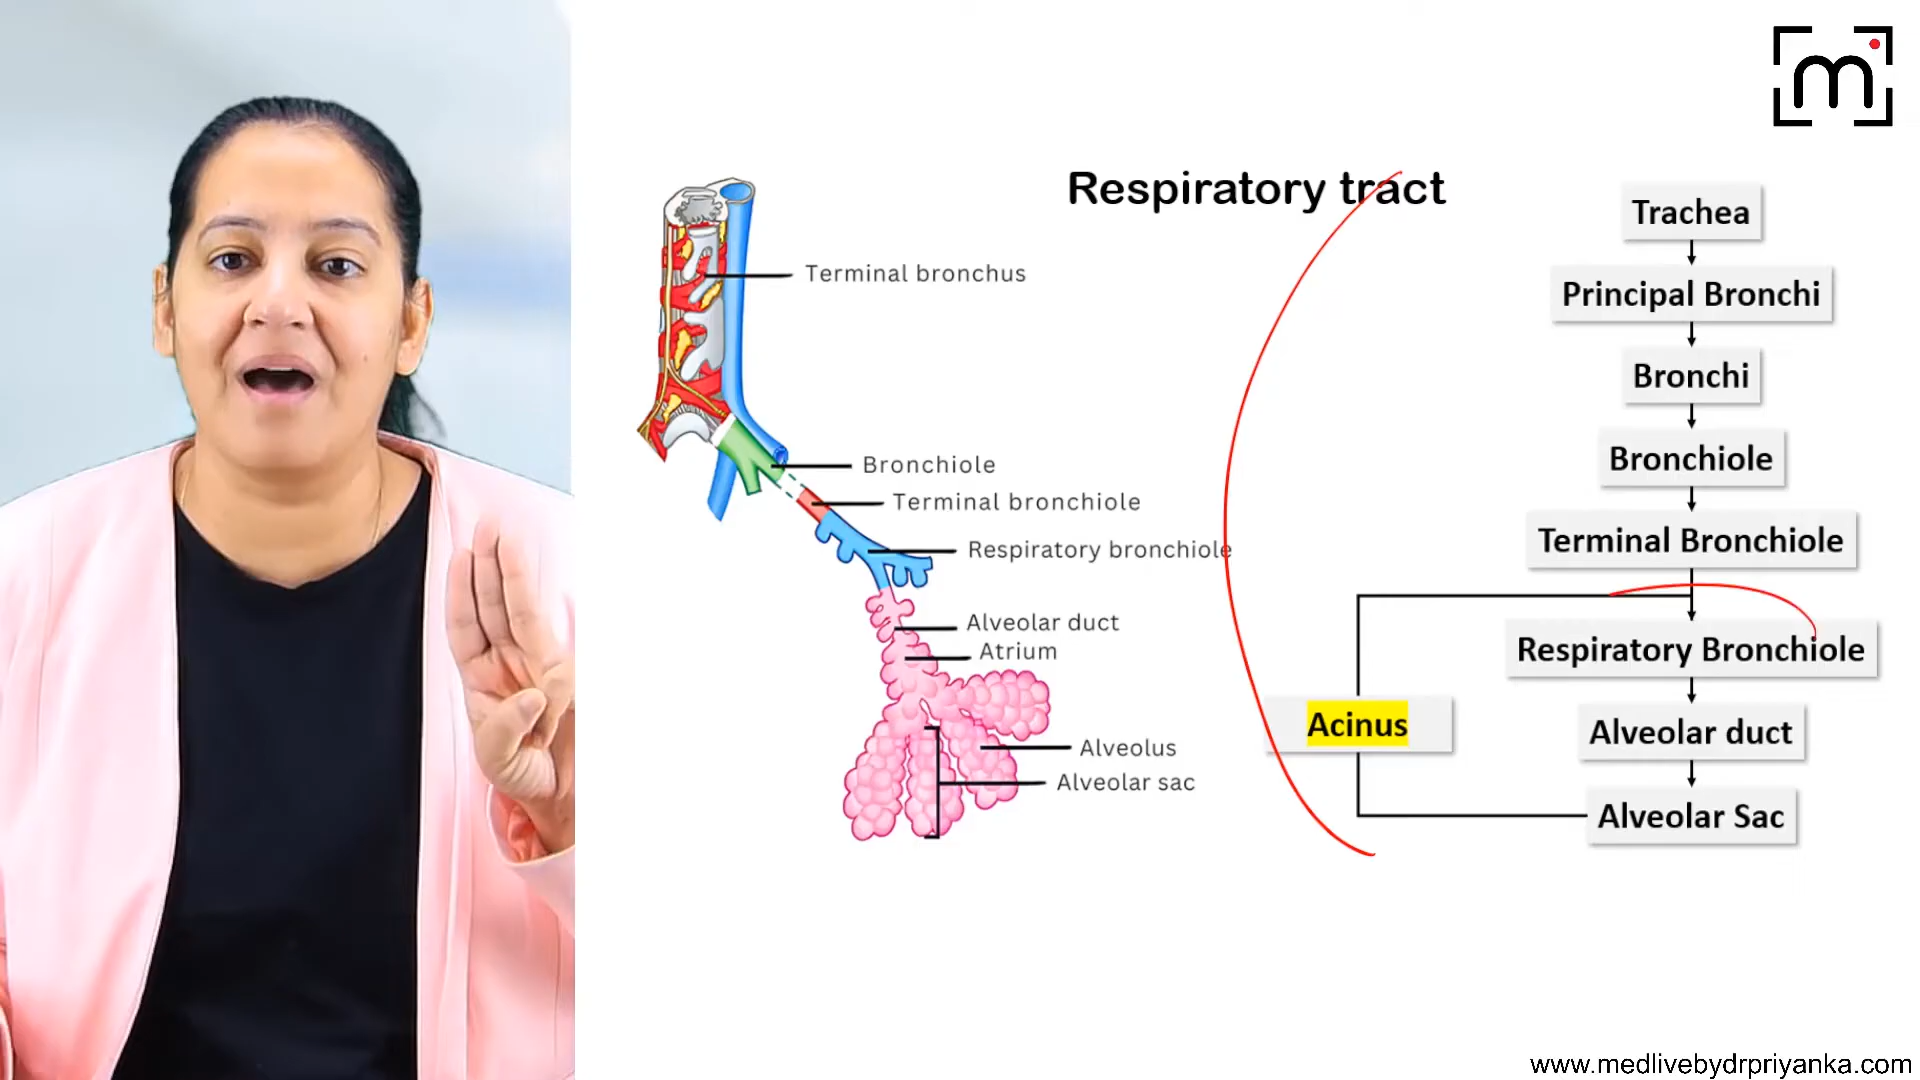 m
Respiratory tract
Terminal bronchus
Bronchiole
Terminal bronchiole
Respiratory bronchiole
Alveolar duct
Atrium
Alveolus
Alveolar sac
Trachea
Principal Bronchi
Bronchi
Bronchiole
Terminal Bronchiole
Respiratory Bronchiole
Acinus
Alveolar duct
Alveolar Sac
www.medlivebydrpriyanka.com